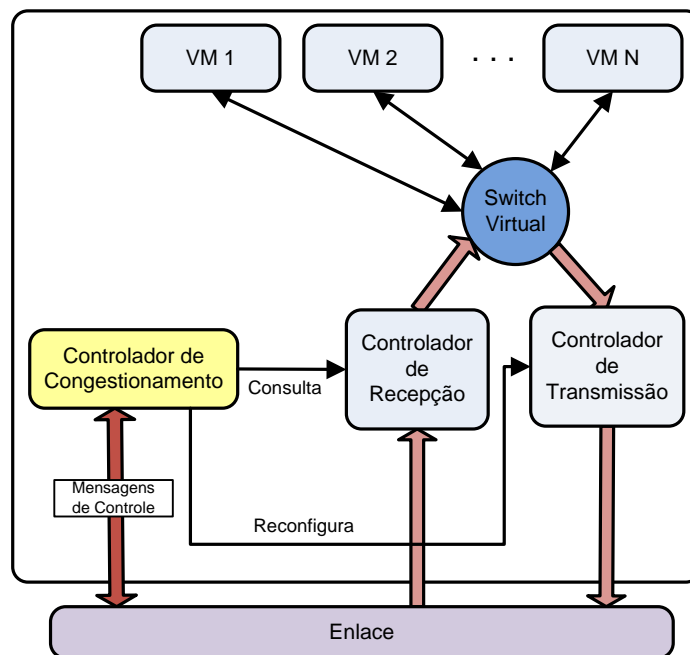 VM 1
VM 2
. . .
VM N
Switch
Virtual
Controlador de
Congestionamento
Consulta
Controlador
de
Recepção
Controlador
de
Transmissão
Mensagens
de Controle
Reconfigura
Enlace